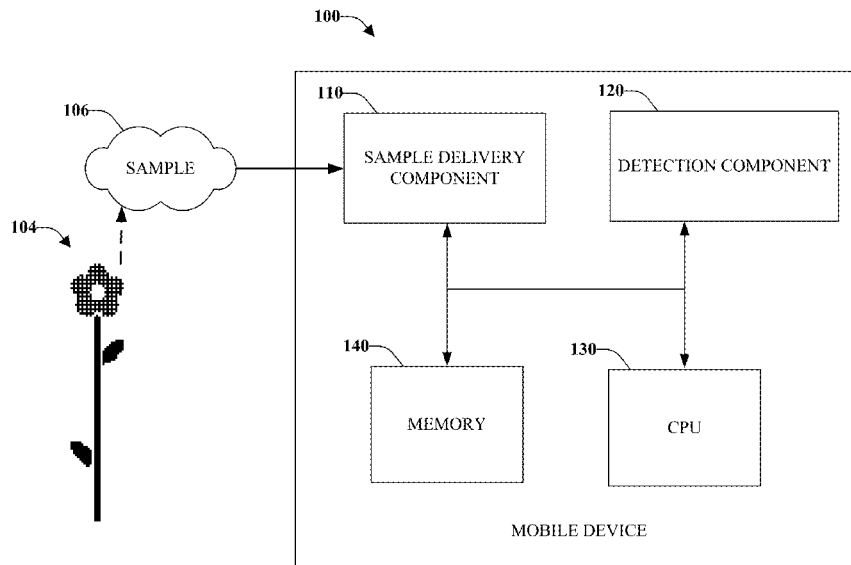 100
110
120
106
SAMPLE
SAMPLE DELIVERY
COMPONENT
DETECTION COMPONENT
104
140
130
MEMORY
CPU
MOBILE DEVICE